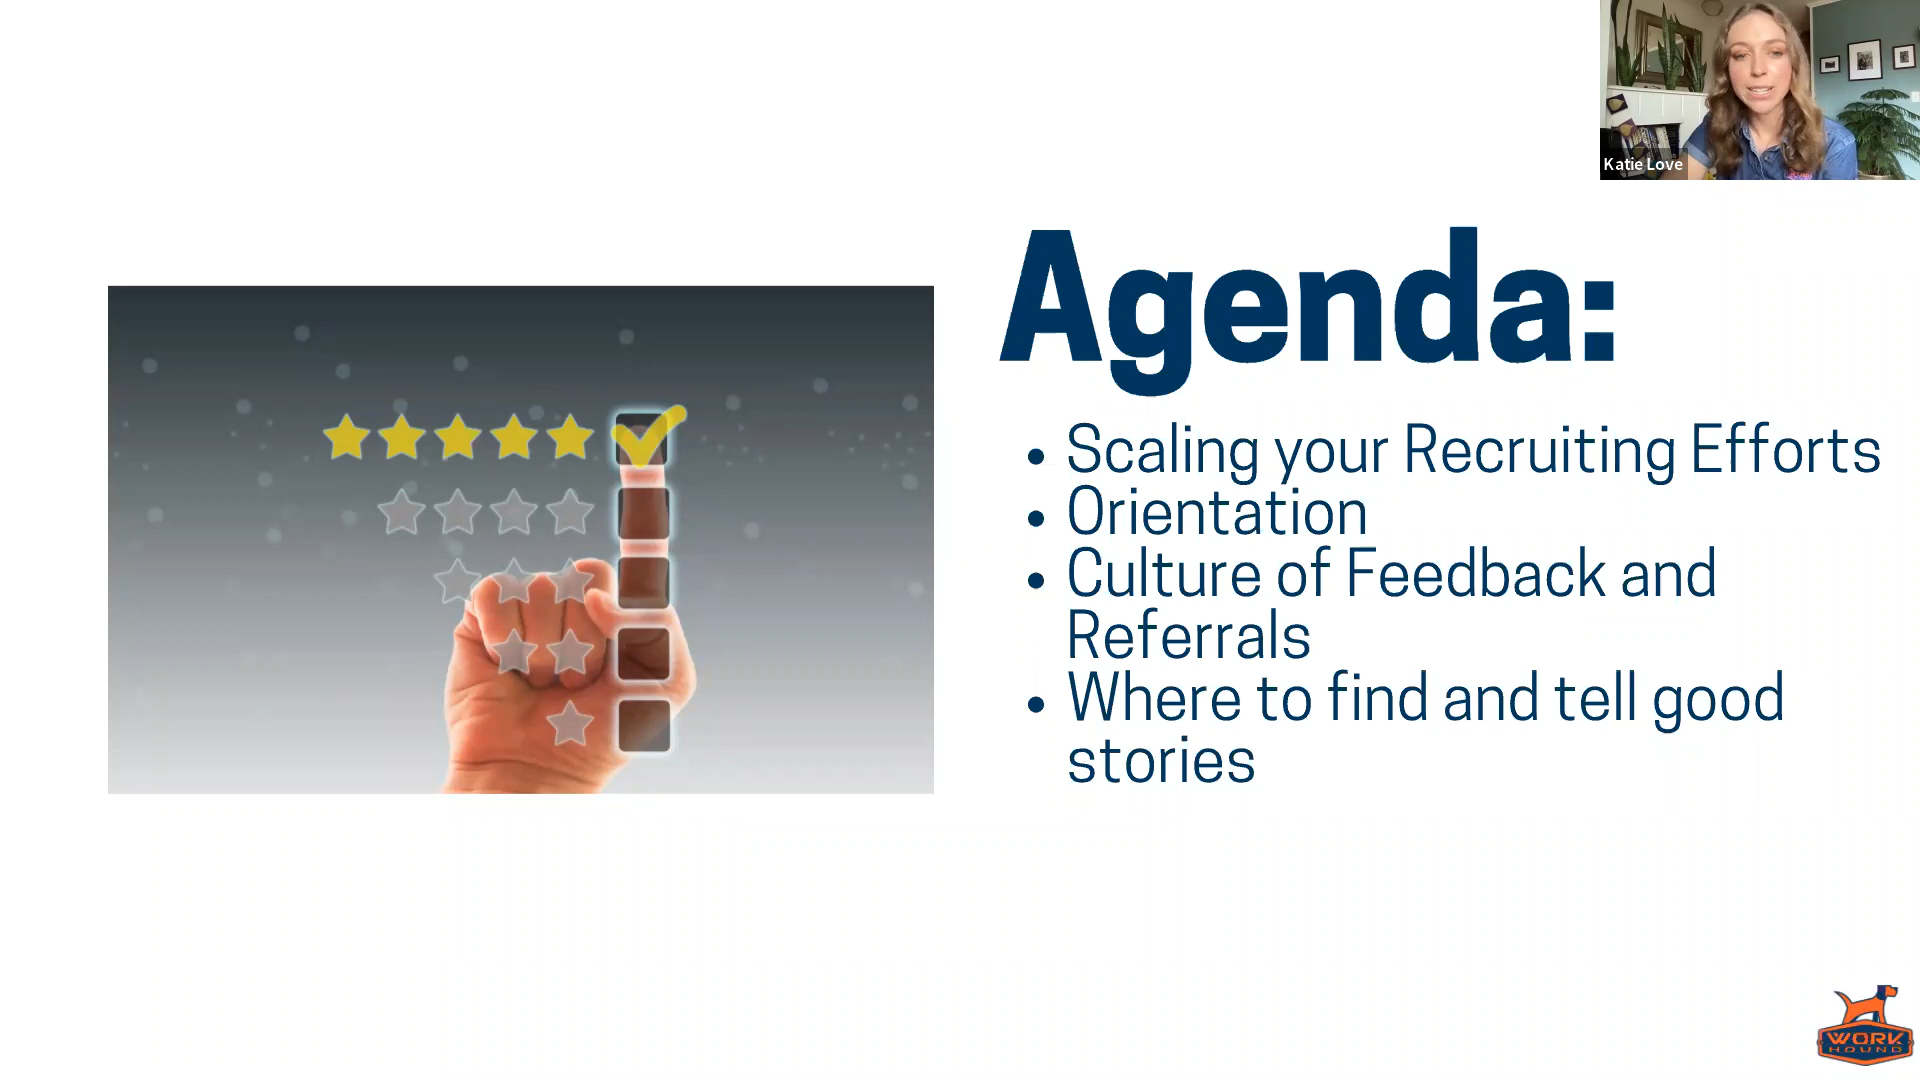 Katie Love
Agenda:
• Scaling your Recruiting Efforts
• Orientation
• Culture of Feedback and
Referrals
• Where to find and tell good
stories
WORK
HOUND